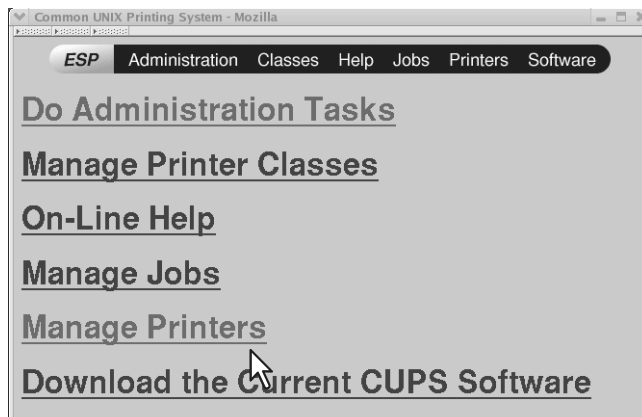 Common UNIX Printing System - Mozilla
ESP Administration Classes Help Jobs Printers Software
Do Administration Tasks
Manage Printer Classes
On-Line Help
Manage Jobs
Manage Printers
Download the Current CUPS Software